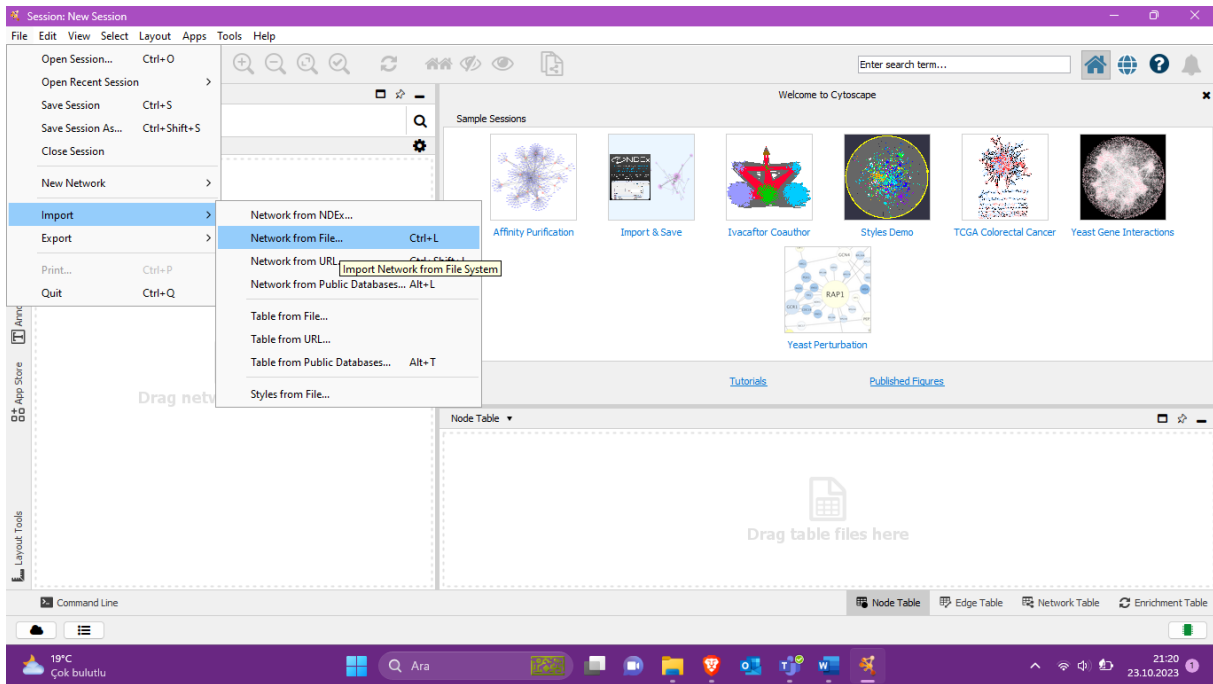 Session: New Session
File Edit View Select Layout Apps Tools Help
Open Session... Ctrl+O
Open Recent Session >
Save Session Ctrl+S
Save Session As... Ctrl+Shift+S
Close Session
New Network >
Import >
Export >
Print... Ctrl+P
Quit Ctrl+Q
Network from NDEx...
Network from File... Ctrl+L
Network from URL...
Import Network from File System
Network from Public Databases... Alt+L
Table from File...
Table from URL...
Table from Public Databases... Alt+T
Styles from File...
Enter search term...
Welcome to Cytoscape
Sample Sessions
Affinity Purification
Import & Save
Ivacaftor Coauthor
Styles Demo
TCGA Colorectal Cancer
Yeast Gene Interactions
RAP1
Yeast Perturbation
Tutorials
Published Figures
App Store
Layout Tools
Drag
Node Table
Drag table files here
Command Line
Node Table
Edge Table
Network Table
Enrichment Table
19°C
Çok bulutlu
Ara
21:20
23.10.2023
1